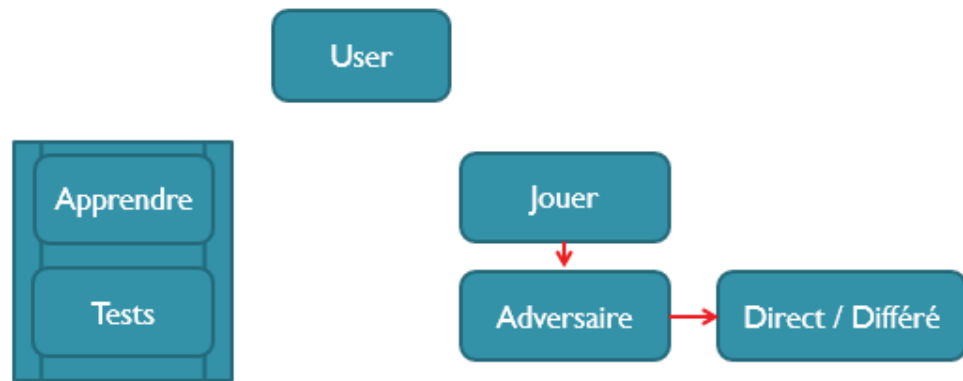 User
Apprendre
Jouer
Tests
Adversaire
Direct / Différé